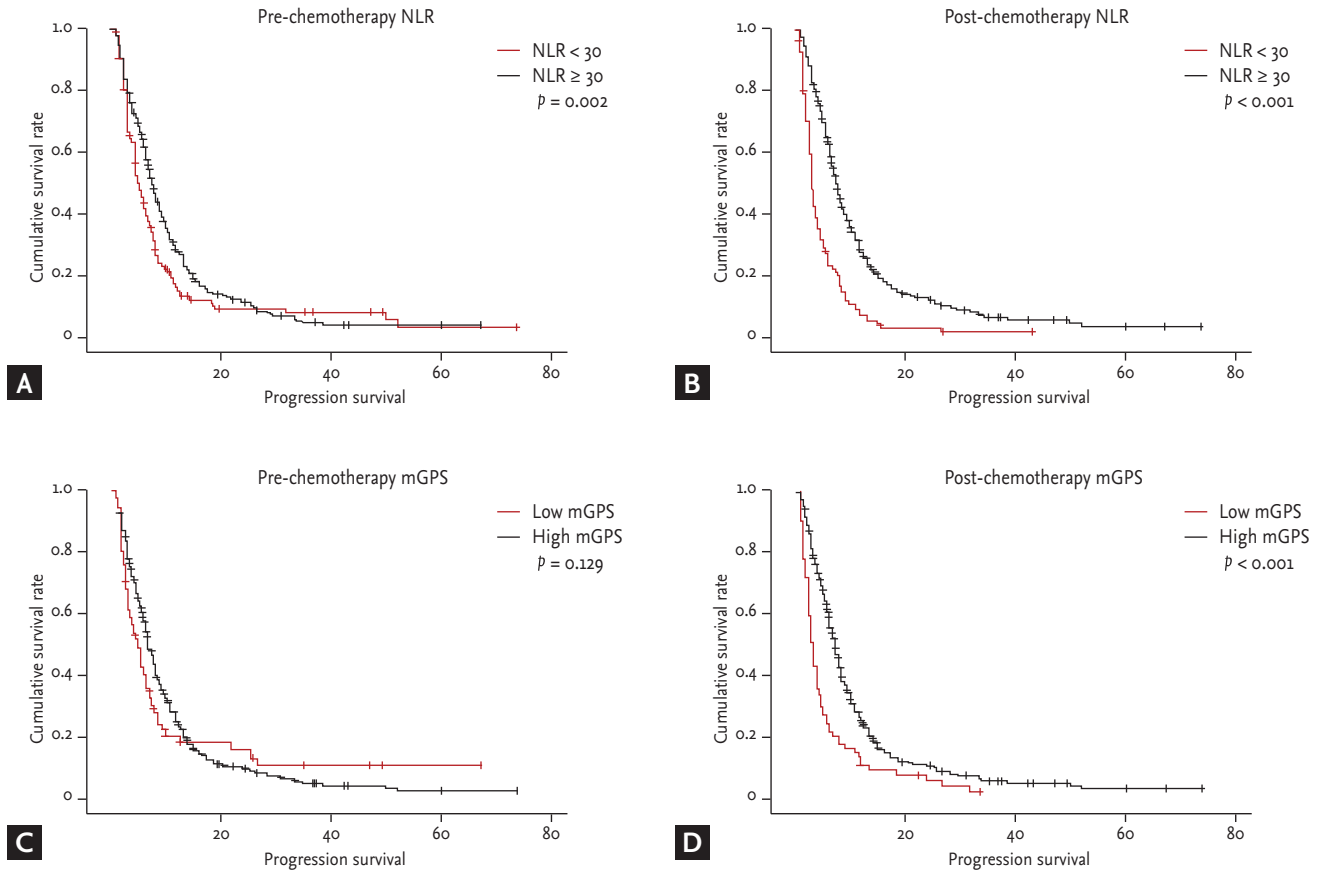 Pre-chemotherapy NLR
1.0
0.8
0.6
0.4
0.2
0
Cumulative survival rate
NLR < 30
NLR ≥ 30
p = 0.002
20
40
60
80
Progression survival
A
Post-chemotherapy NLR
1.0
0.8
0.6
0.4
0.2
0
Cumulative survival rate
NLR < 30
NLR ≥ 30
p < 0.001
20
40
60
80
Progression survival
B
Pre-chemotherapy mGPS
1.0
0.8
0.6
0.4
0.2
0
Cumulative survival rate
Low mGPS
High mGPS
p = 0.129
20
40
60
80
Progression survival
C
Post-chemotherapy mGPS
1.0
0.8
0.6
0.4
0.2
0
Cumulative survival rate
Low mGPS
High mGPS
p < 0.001
20
40
60
80
Progression survival
D